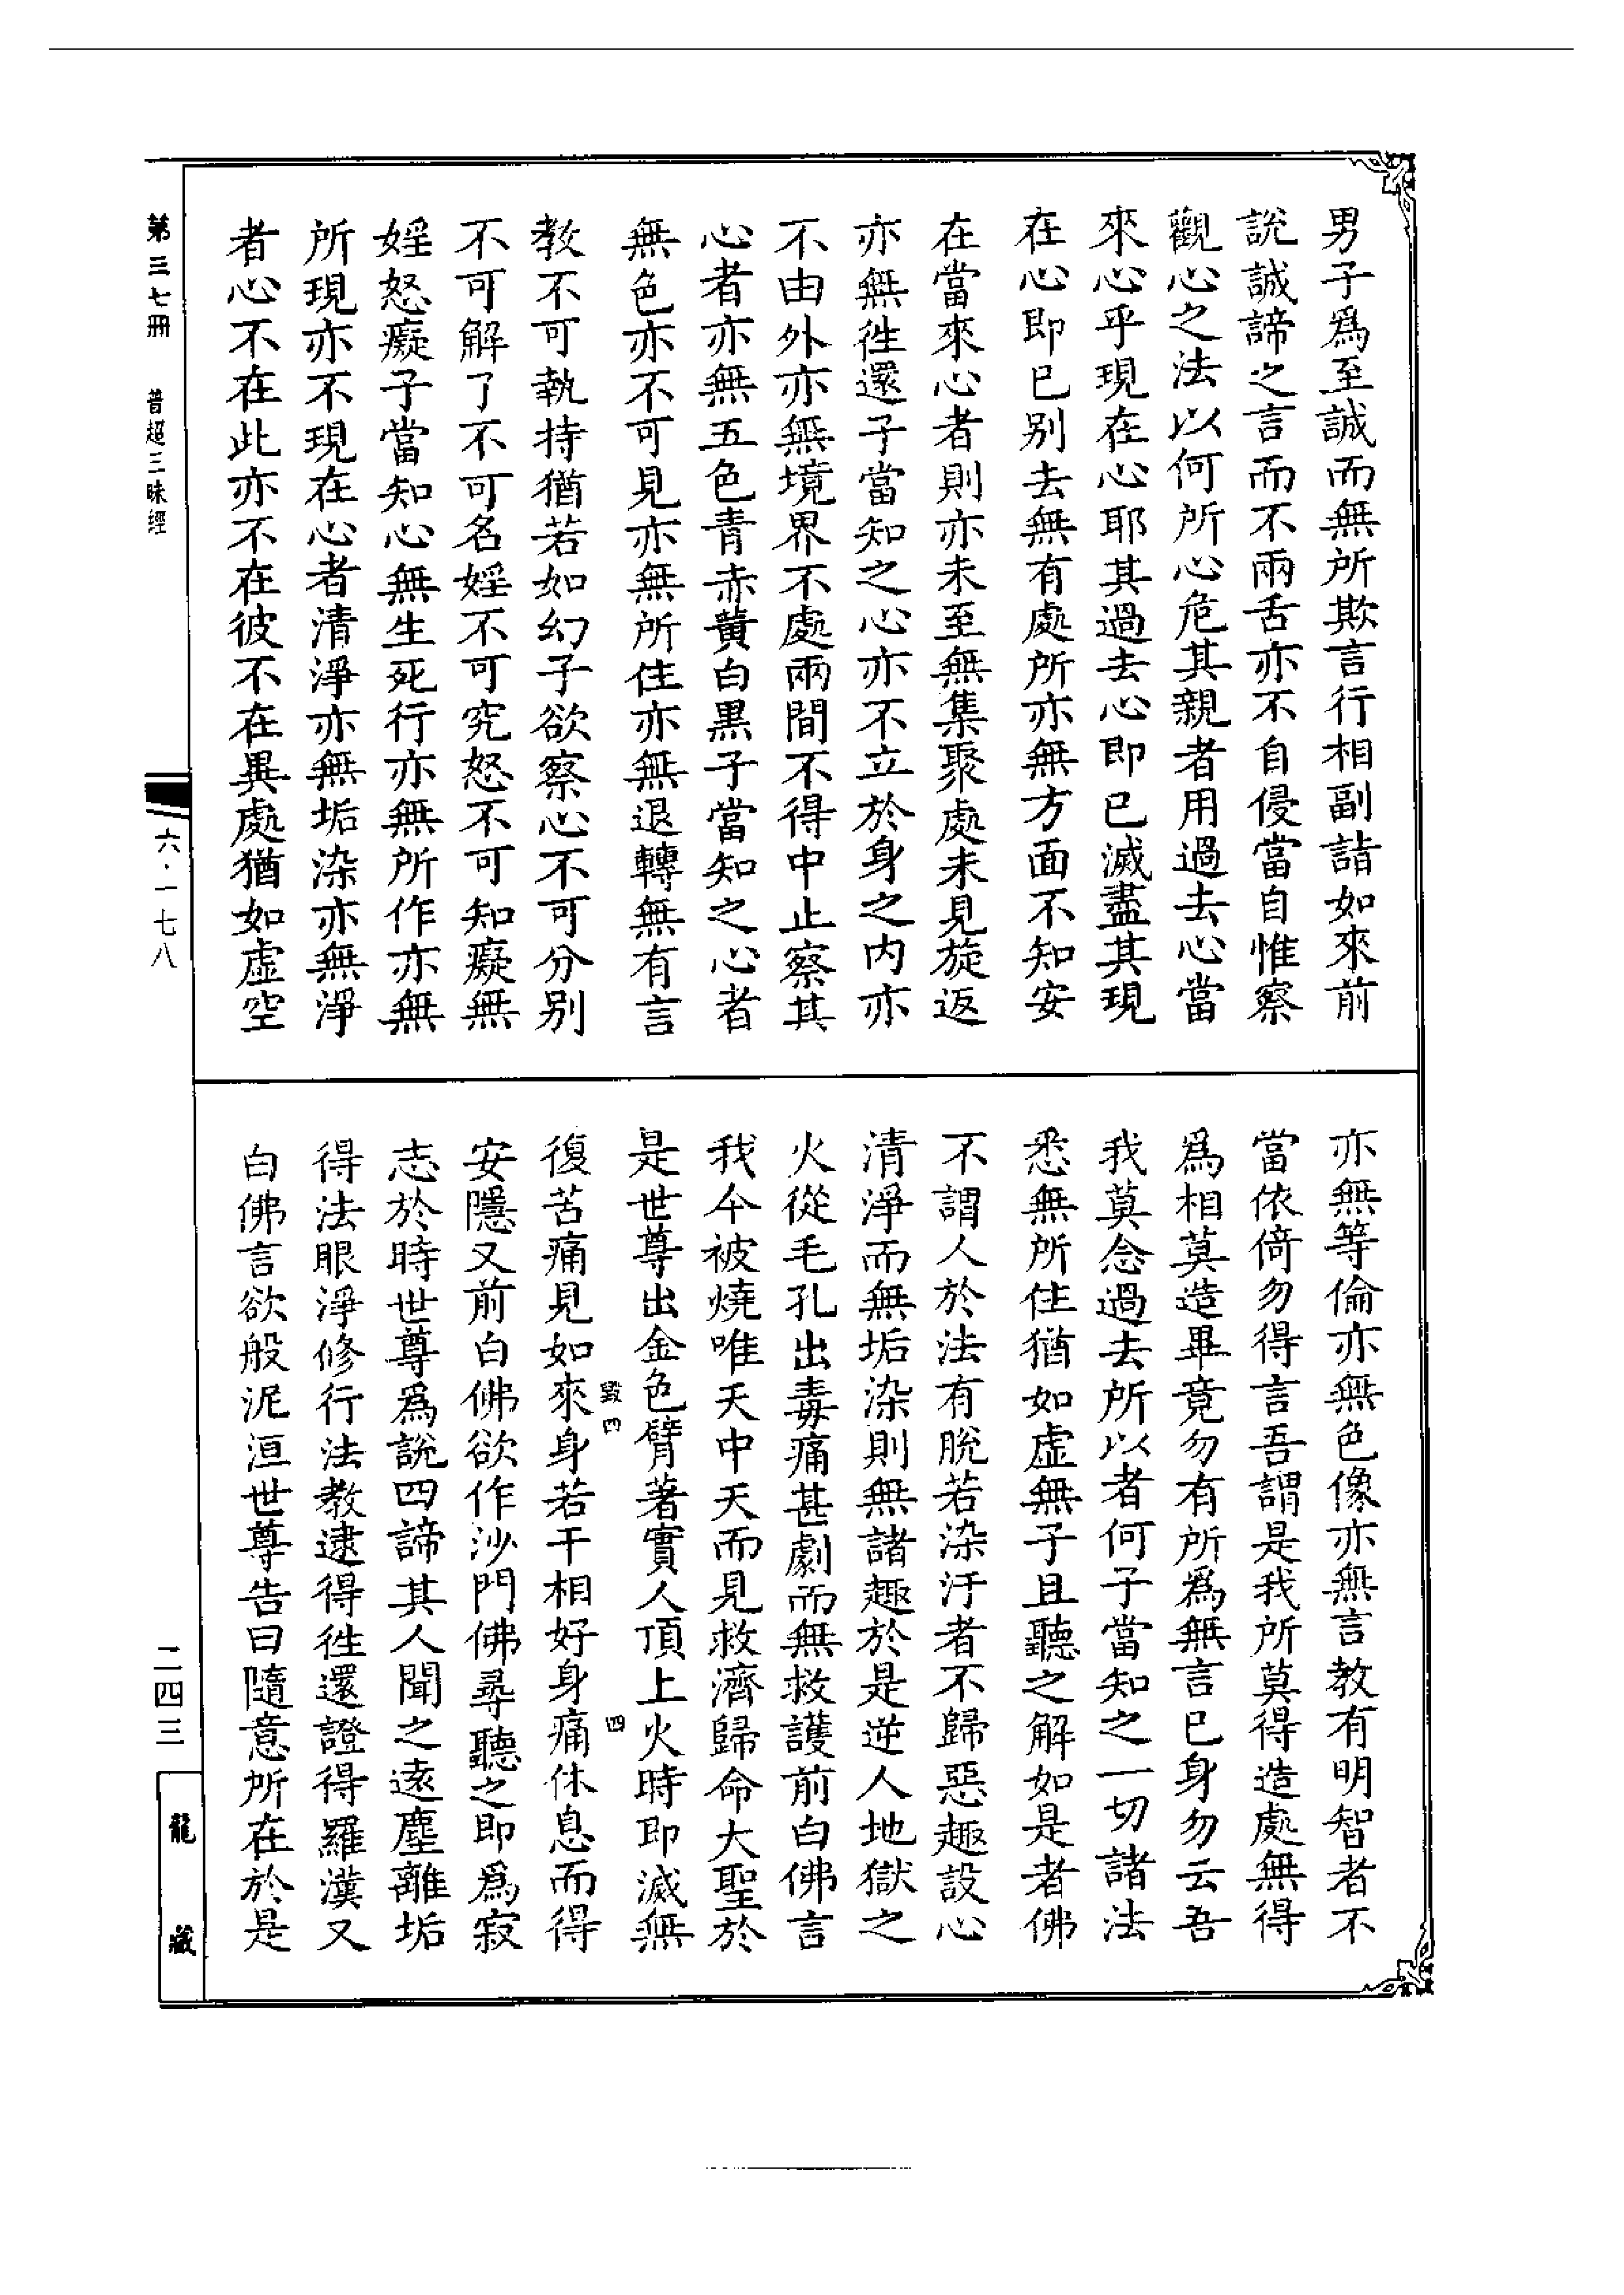 男子爲至誠而無所欺言行相副詣如來前
說誠諦之言而不兩舌亦不自侵當自惟察
觀心之法以何所心危其親者用過去心當
來心乎現在心耶其過去心即已滅盡其現
在心即已別去無有處所亦無方面不知安
在當來心者則亦未至無集聚處未見旋返
亦無往還子當知之心亦不立於身之內亦
不由外亦無境界不處兩間不得中止察其
心者亦無五色青赤黃白黑子當知之心者
無色亦不可見亦無所住亦無退轉無有言
教不可執持猶若如幻子欲察心不可分別
不可解了不可名婬不可究怒不可知癡無
婬怒癡子當知心無生死行亦無所作亦無
所現亦不現在心者清淨亦無垢染亦無淨
者心不在此亦不在彼不在異處猶如虛空
亦無等倫亦無色像亦無言教有明智者不
當依倚勿得言吾謂是我所莫得造處無得
爲相莫造畢竟勿有所爲無言已身勿云吾
我莫念過去所以者何子當知之一切諸法
悉無所住猶如虛無子且聽之解如是者佛
不謂人於法有脫若染汙者不歸惡趣設心
清淨而無垢染則無諸趣於是逆人地獄之
火從毛孔出毒痛甚劇而無救護前白佛言
我今被燒唯天中天而見救濟歸命大聖於
是世尊出金色臂著實人頂上火時即滅無
毀四
四
復苦痛見如來身若干相好身痛休息而得
安隱又前白佛欲作沙門佛尋聽之即爲寂
志於時世尊爲說四諦其人聞之遠塵離垢
得法眼淨修行法教逮得往還證得羅漢又
白佛言欲般泥洹世尊告曰隨意所在於是
第三七冊
普超三昧經
六·一七八
二四三
龍藏